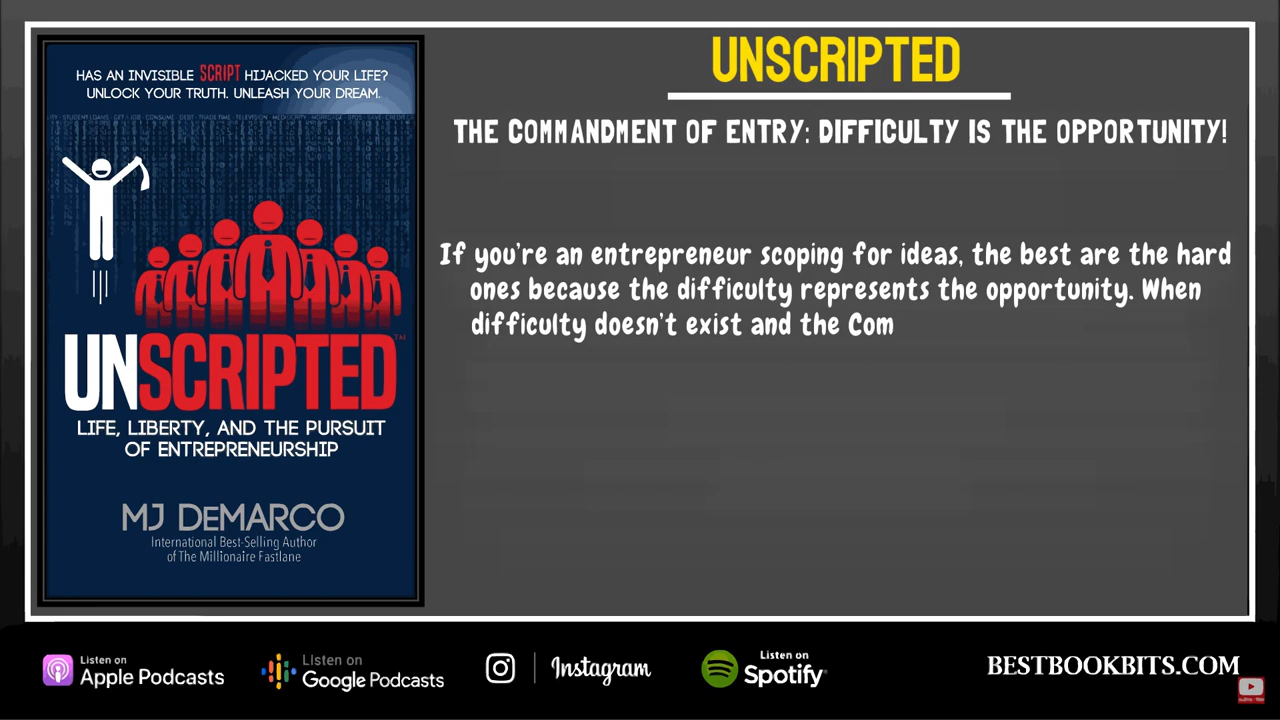 HAS AN INVISIBLE SCRIPT HIJACKED YOUR LIFE?
UNLOCK YOUR TRUTH. UNLEASH YOUR DREAM.
UNSCRIPTED™
LIFE, LIBERTY, AND THE PURSUIT
OF ENTREPRENEURSHIP
MJ DeMARCO
International Best-Selling Author
of The Millionaire Fastlane
UNSCRIPTED
THE COMMANDMENT OF ENTRY: DIFFICULTY IS THE OPPORTUNITY!
If you're an entrepreneur scoping for ideas, the best are the hard
ones because the difficulty represents the opportunity. When
difficulty doesn't exist and the Com
Listen on
Apple Podcasts
Listen on
Google Podcasts
Instagram
Listen on
Spotify
BESTBOOKBITS.COM